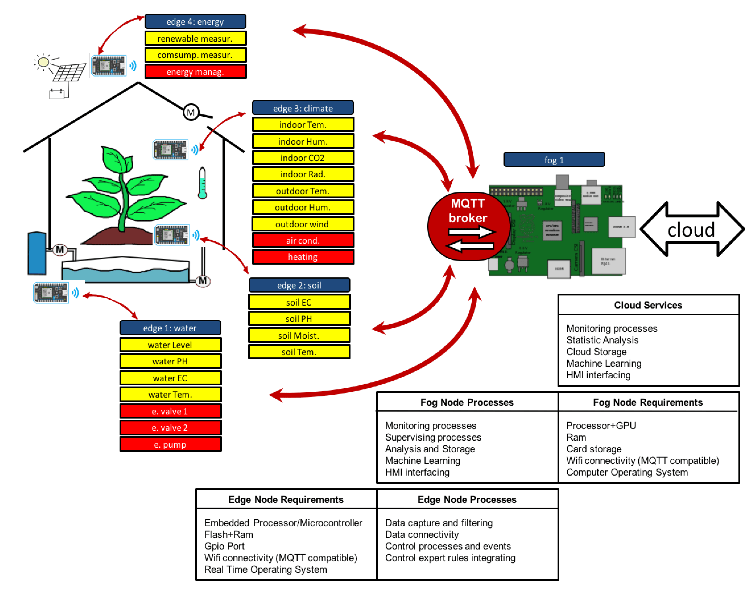 edge 4: energy
renewable measur.
comsump. measur.
energy manag.
M
edge 3: climate
indoor Tem.
indoor Hum.
indoor CO2
indoor Rad.
outdoor Tem.
outdoor Hum.
outdoor wind
air cond.
heating
fog 1
MQTT
broker
cloud
M
M
edge 2: soil
soil EC
soil PH
soil Moist.
soil Tem.
edge 1: water
water Level
water PH
water EC
water Tem.
e. valve 1
e. valve 2
e. pump
Cloud Services
Monitoring processes
Statistic Analysis
Cloud Storage
Machine Learning
HMI interfacing
Fog Node Processes
Monitoring processes
Supervising processes
Analysis and Storage
Machine Learning
HMI interfacing
Fog Node Requirements
Processor+GPU
Ram
Card storage
Wifi connectivity (MQTT compatible)
Computer Operating System
Edge Node Requirements
Embedded Processor/Microcontroller
Flash+Ram
Gpio Port
Wifi connectivity (MQTT compatible)
Real Time Operating System
Edge Node Processes
Data capture and filtering
Data connectivity
Control processes and events
Control expert rules integrating